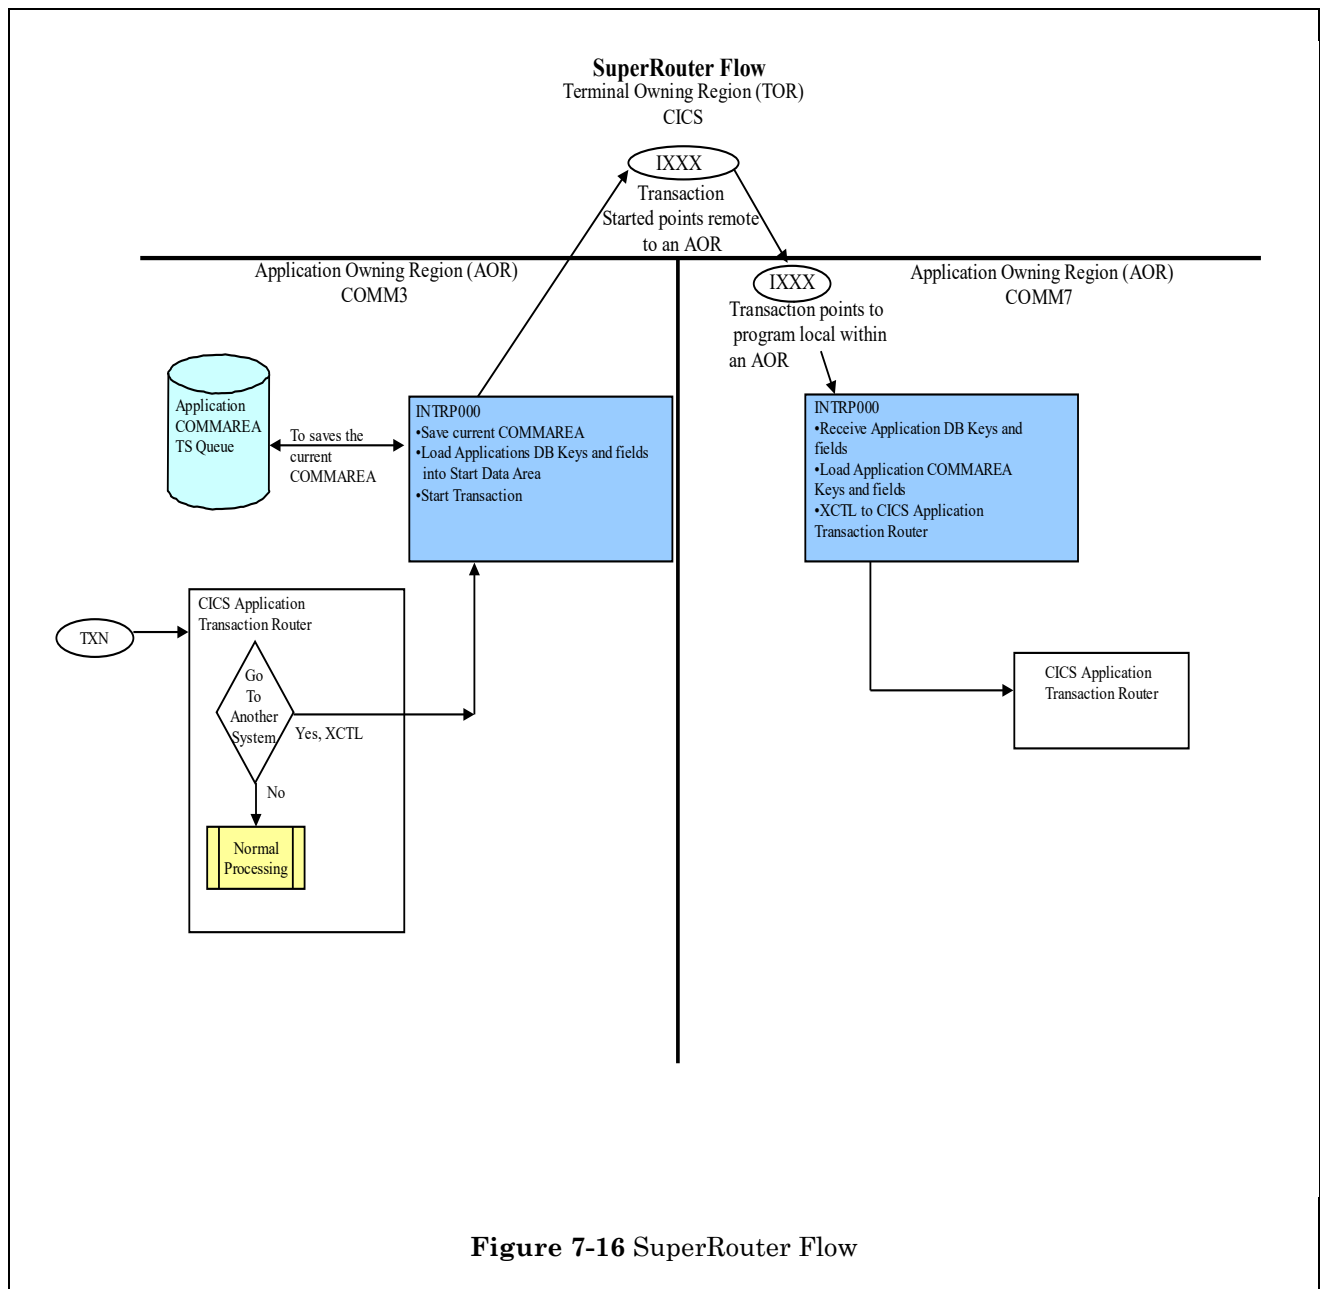 SuperRouter Flow
Terminal Owning Region (TOR)
CICS
IXXX
Transaction
Started points remote
to an AOR
Application Owning Region (AOR)
COMM3
Application
COMMAREA
TS Queue
To saves the
current
COMMAREA
INTRP000
•Save current COMMAREA
•Load Applications DB Keys and fields
into Start Data Area
•Start Transaction
TXN
CICS Application
Transaction Router
Go
To
Another
System
Yes, XCTL
No
Normal
Processing
IXXX
Application Owning Region (AOR)
COMM7
Transaction points to
program local within
an AOR
INTRP000
•Receive Application DB Keys and
fields
•Load Application COMMAREA
Keys and fields
•XCTL to CICS Application
Transaction Router
CICS Application
Transaction Router
Figure 7-16 SuperRouter Flow